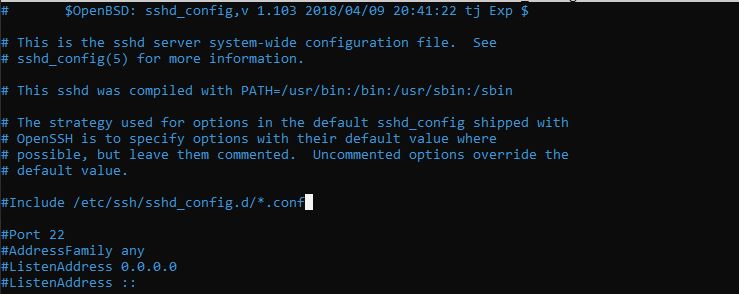 #       $OpenBSD: sshd_config,v 1.103 2018/04/09 20:41:22 tj Exp $
# This is the sshd server system-wide configuration file.  See
# sshd_config(5) for more information.
# This sshd was compiled with PATH=/usr/bin:/bin:/usr/sbin:/sbin
# The strategy used for options in the default sshd_config shipped with
# OpenSSH is to specify options with their default value where
# possible, but leave them commented.  Uncommented options override the
# default value.
#Include /etc/ssh/sshd_config.d/*.conf
#Port 22
#AddressFamily any
#ListenAddress 0.0.0.0
#ListenAddress ::